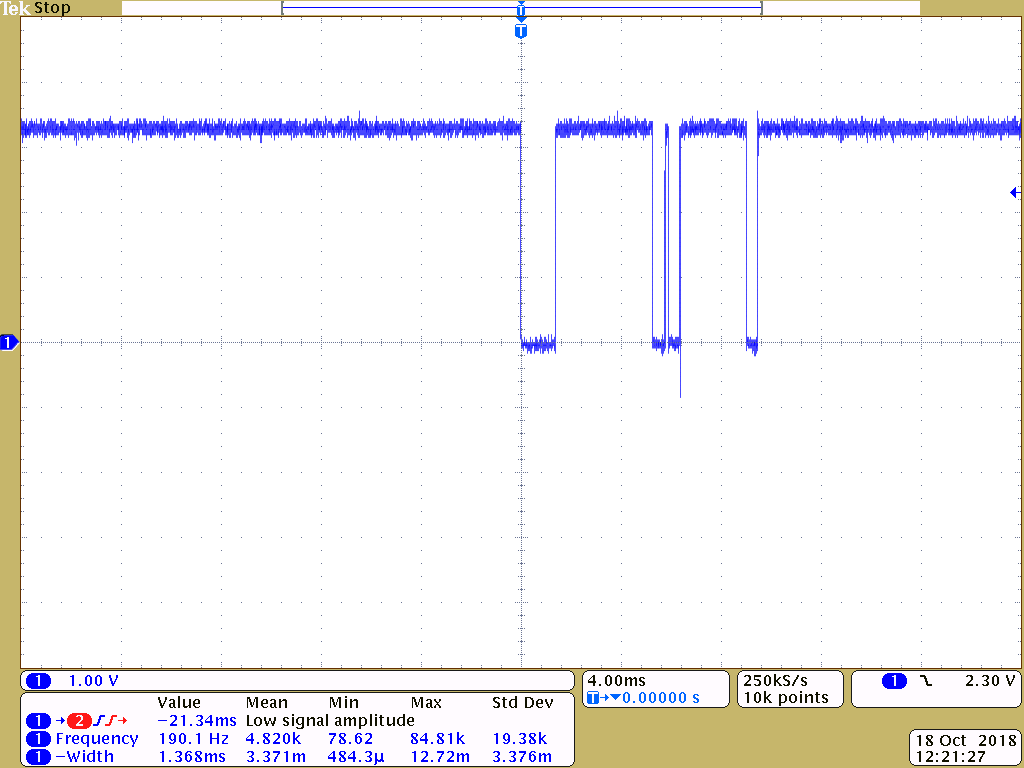 Tek Stop
T
T
1
1 1.00 V
4.00ms
T→▼0.00000 s
250kS/s
10k points
1 2.30 V
Value Mean Min Max Std Dev
1 → 2 −21.34ms Low signal amplitude
1 Frequency 190.1 Hz 4.820k 78.62 84.81k 19.38k
1 −Width 1.368ms 3.371m 484.3µ 12.72m 3.376m
18 Oct 2018
12:21:27